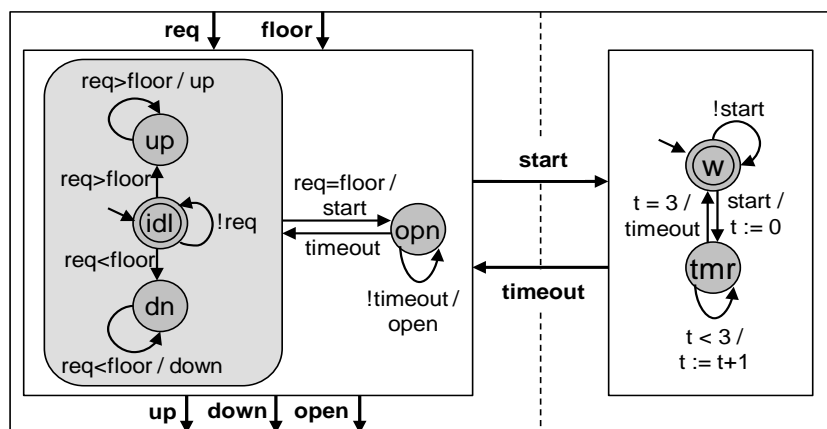 req floor
req>floor / up
up
req>floor
idl
!req
req<floor
dn
req<floor / down
req=floor /
start
timeout
opn
!timeout /
open
start
timeout
!start
w
t = 3 /
timeout
start /
t := 0
tmr
t < 3 /
t := t+1
up down open